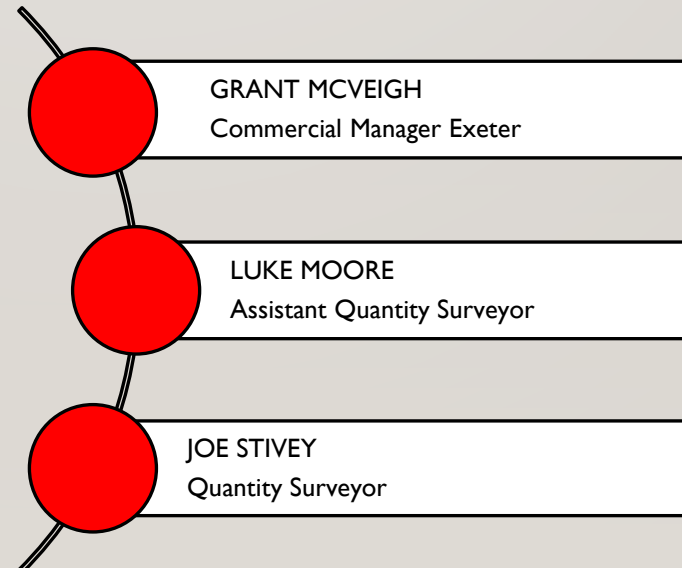 GRANT MCVEIGH
Commercial Manager Exeter
LUKE MOORE
Assistant Quantity Surveyor
JOE STIVEY
Quantity Surveyor